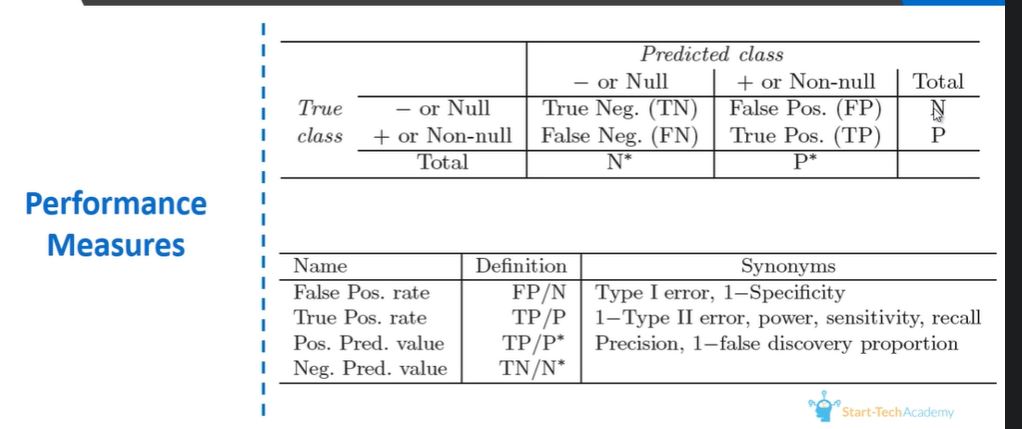 Performance
Measures
Predicted class
− or Null + or Non-null Total
True − or Null True Neg. (TN) False Pos. (FP) N
class + or Non-null False Neg. (FN) True Pos. (TP) P
Total N* P*
Name Definition Synonyms
False Pos. rate FP/N Type I error, 1−Specificity
True Pos. rate TP/P 1−Type II error, power, sensitivity, recall
Pos. Pred. value TP/P* Precision, 1−false discovery proportion
Neg. Pred. value TN/N*
Start-Tech Academy